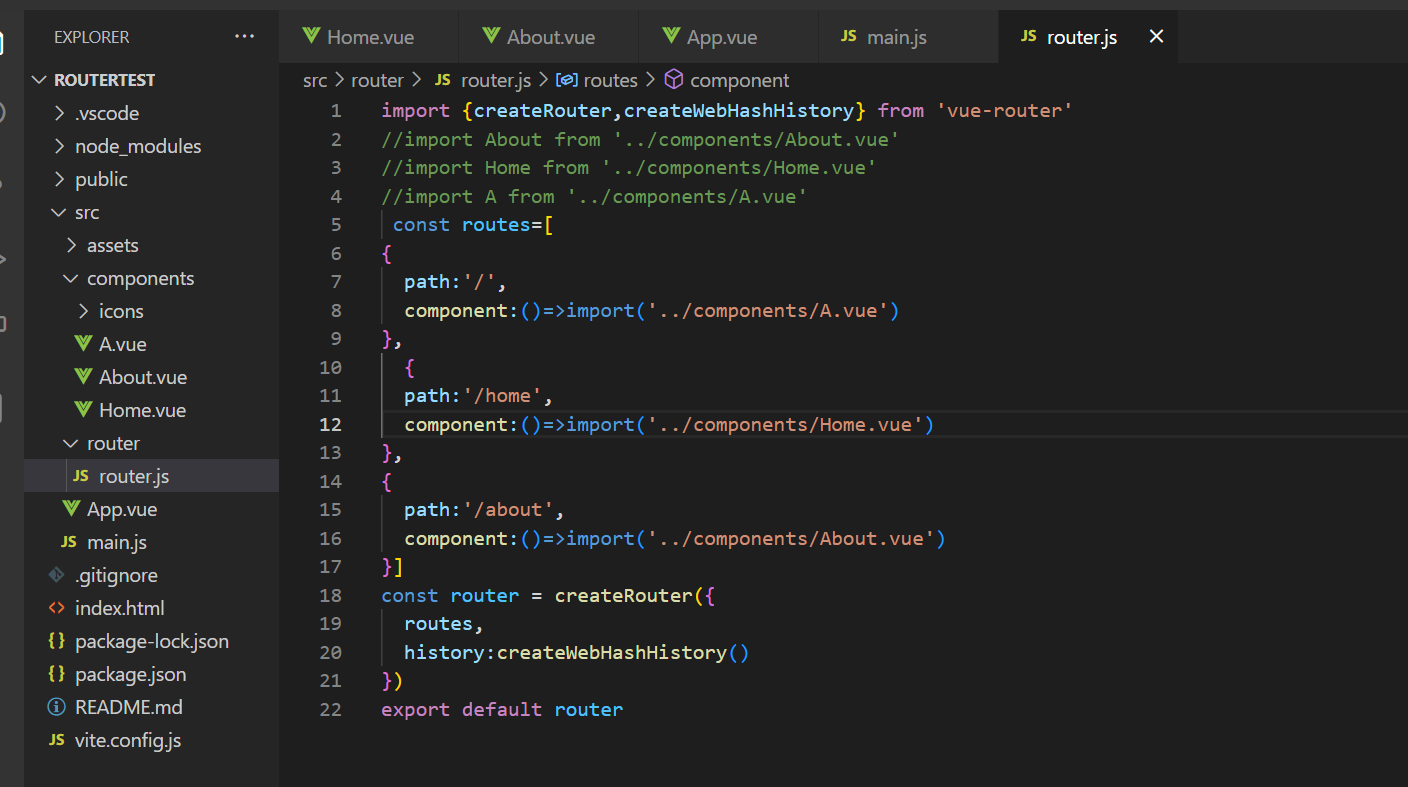 EXPLORER ...
Home.vue About.vue App.vue JS main.js JS router.js
ROUTERTEST
.vscode
node_modules
public
src
assets
components
icons
A.vue
About.vue
Home.vue
router
JS router.js
App.vue
JS main.js
.gitignore
<> index.html
{} package-lock.json
{} package.json
README.md
JS vite.config.js
src > router > JS router.js > routes > component
1 import {createRouter,createWebHashHistory} from 'vue-router'
2 //import About from '../components/About.vue'
3 //import Home from '../components/Home.vue'
4 //import A from '../components/A.vue'
5 const routes=[
6 {
7 path:'/',
8 component:()=>import('../components/A.vue')
9 },
10 {
11 path:'/home',
12 component:()=>import('../components/Home.vue')
13 },
14 {
15 path:'/about',
16 component:()=>import('../components/About.vue')
17 }]
18 const router = createRouter({
19 routes,
20 history:createWebHashHistory()
21 })
22 export default router